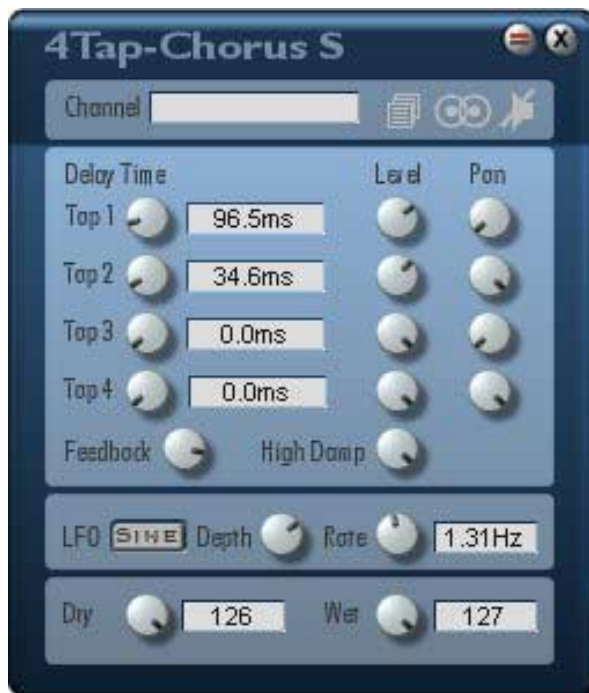 4Tap-Chorus S
Channel
Delay Time Level Pan
Tap 1 96.5ms
Tap 2 34.6ms
Tap 3 0.0ms
Tap 4 0.0ms
Feedback High Damp
LFO SINE Depth Rate 1.31Hz
Dry 126 Wet 127